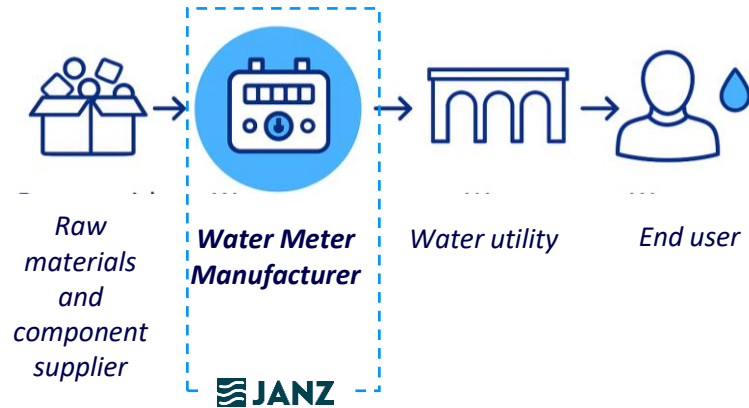 Raw
materials
and
component
supplier
Water Meter
Manufacturer
Water utility
End user
JANZ